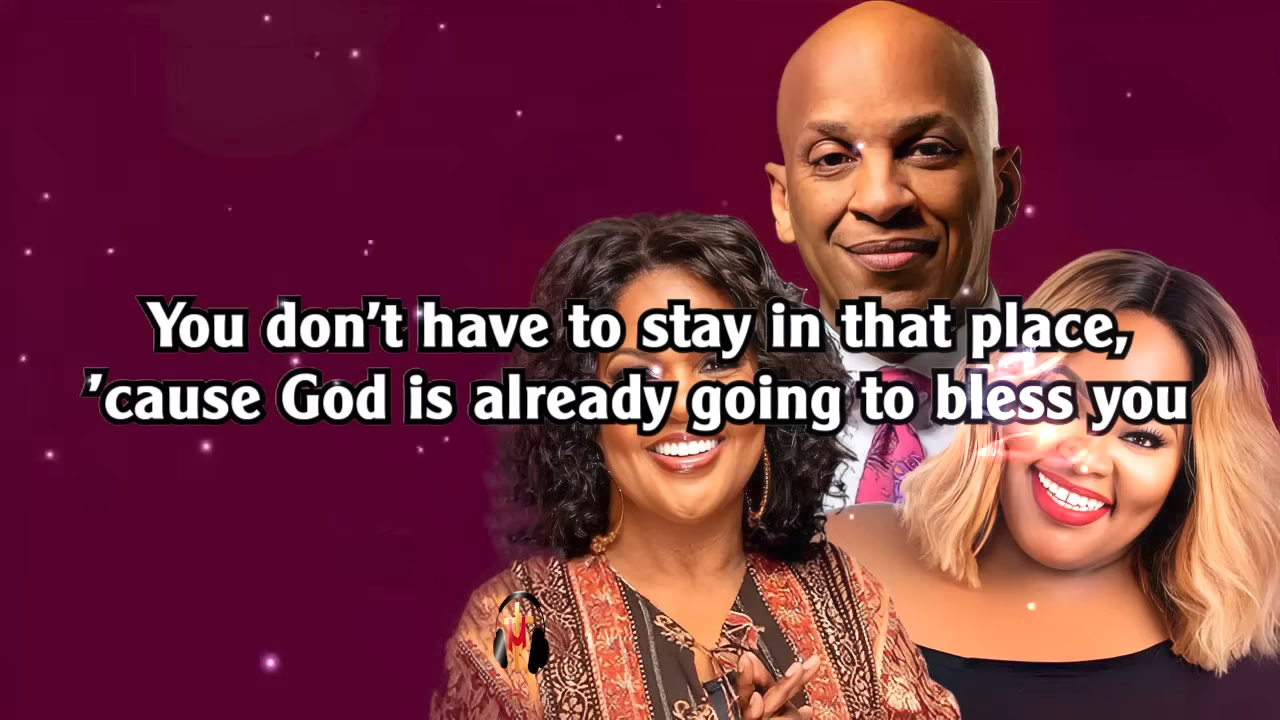 You don't have to stay in that place,
'cause God is already going to bless you